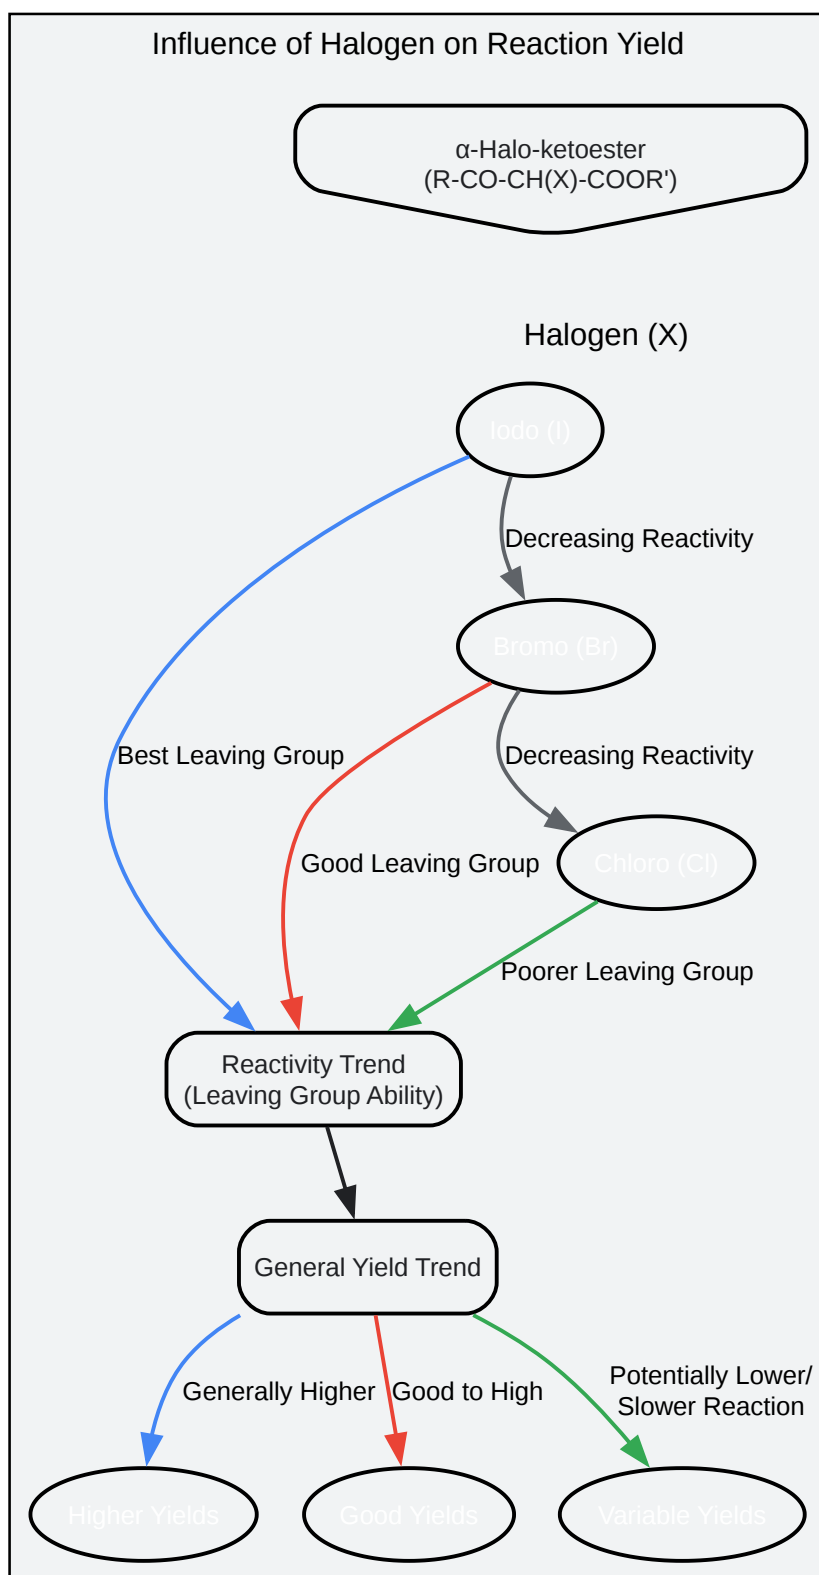 Influence of Halogen on Reaction Yield
α-Halo-ketoester
(R-CO-CH(X)-COOR')
Halogen (X)
Iodo (I)
Decreasing Reactivity
Bromo (Br)
Best Leaving Group
Decreasing Reactivity
Good Leaving Group
Chloro (Cl)
Poorer Leaving Group
Reactivity Trend
(Leaving Group Ability)
General Yield Trend
Generally Higher
Good to High
Potentially Lower/
Slower Reaction
Higher Yields
Good Yields
Variable Yields